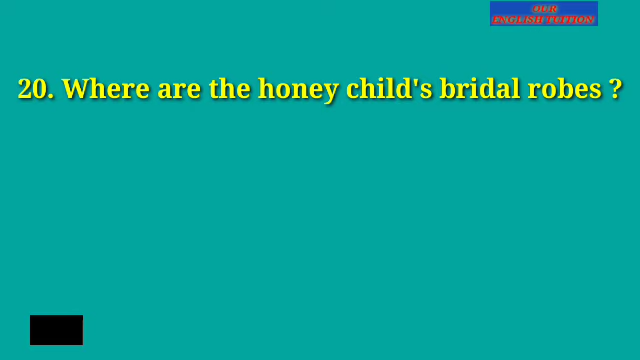 OUR
ENGLISH TUITION
20. Where are the honey child's bridal robes ?